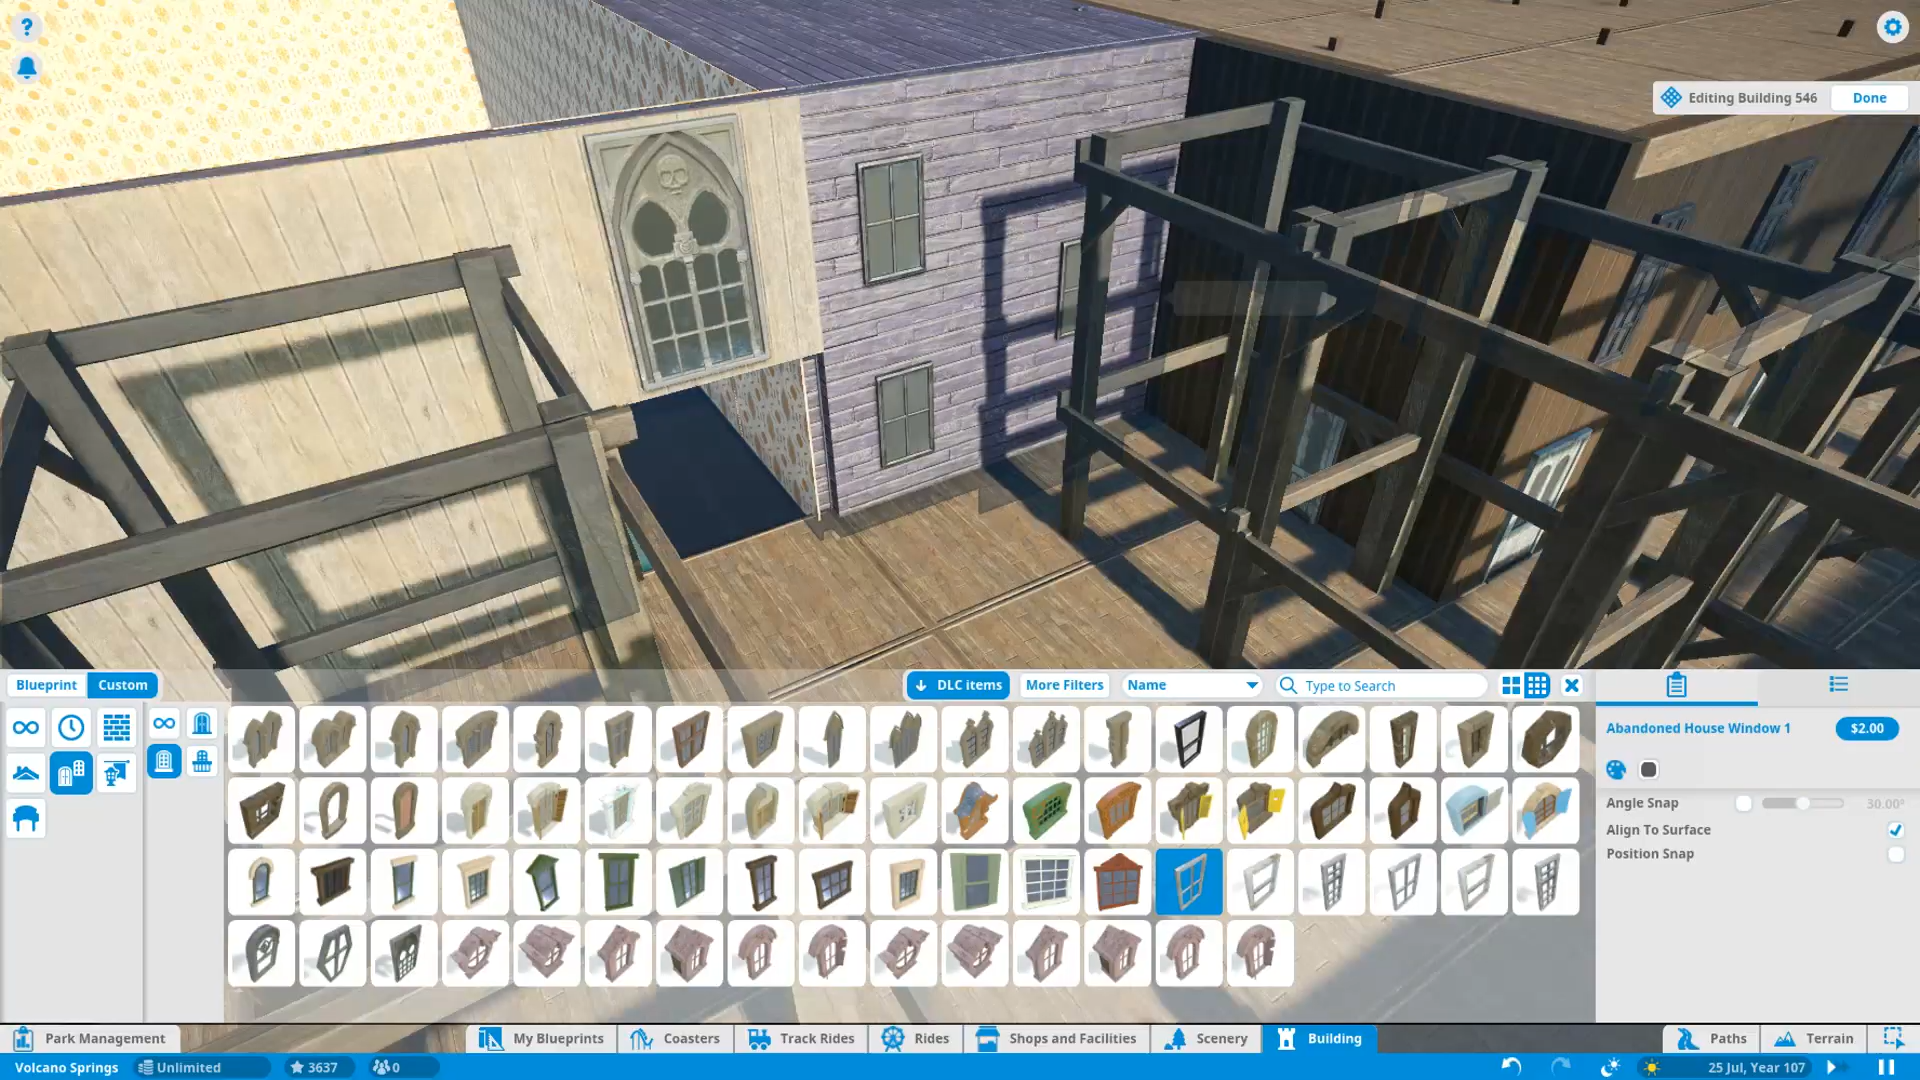 ?
Editing Building 546
Done
Blueprint
Custom
DLC items
More Filters
Name
Type to Search
Abandoned House Window 1
$2.00
Angle Snap
30.00°
Align To Surface
Position Snap
Park Management
My Blueprints
Coasters
Track Rides
Rides
Shops and Facilities
Scenery
Building
Paths
Terrain
Volcano Springs
Unlimited
3637
0
25 Jul, Year 107